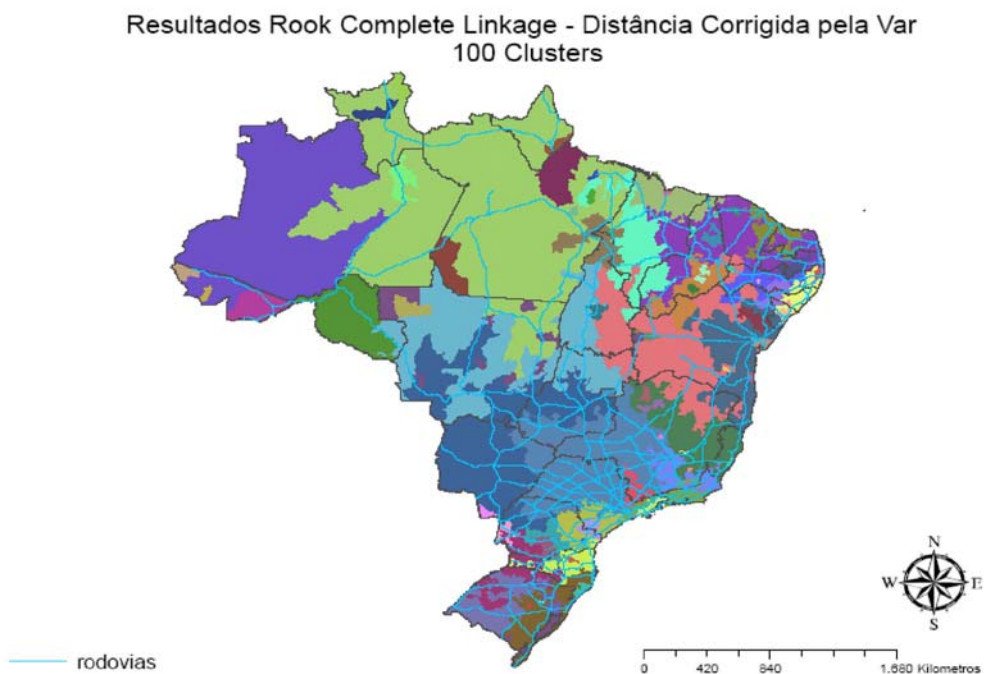 Resultados Rook Complete Linkage - Distância Corrigida pela Var
100 Clusters
N
W E
S
rodovias
0 420 840 1.680 Kilometros